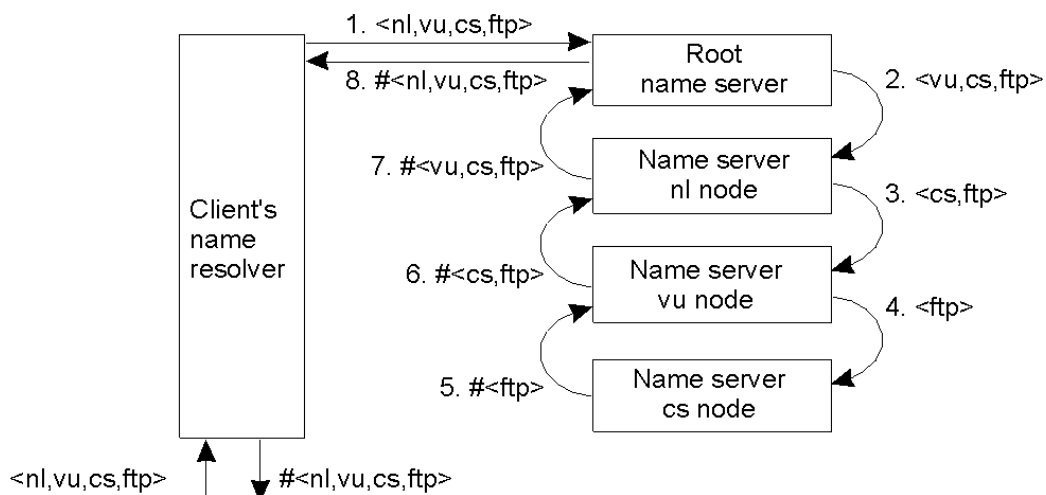 1. <nl,vu,cs,ftp>
Root
name server
8. #<nl,vu,cs,ftp>
2. <vu,cs,ftp>
Name server
nl node
7. #<vu,cs,ftp>
3. <cs,ftp>
Client's
name
resolver
Name server
vu node
6. #<cs,ftp>
4. <ftp>
Name server
cs node
5. #<ftp>
<nl,vu,cs,ftp>
#<nl,vu,cs,ftp>